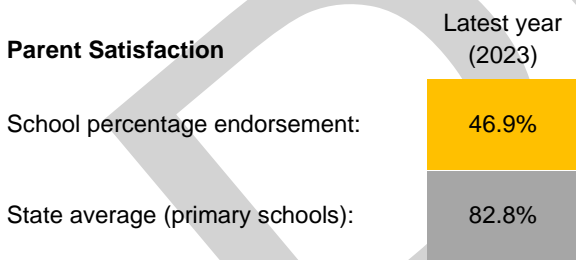 Latest year
Parent Satisfaction (2023)
School percentage endorsement: 46.9%
State average (primary schools): 82.8%